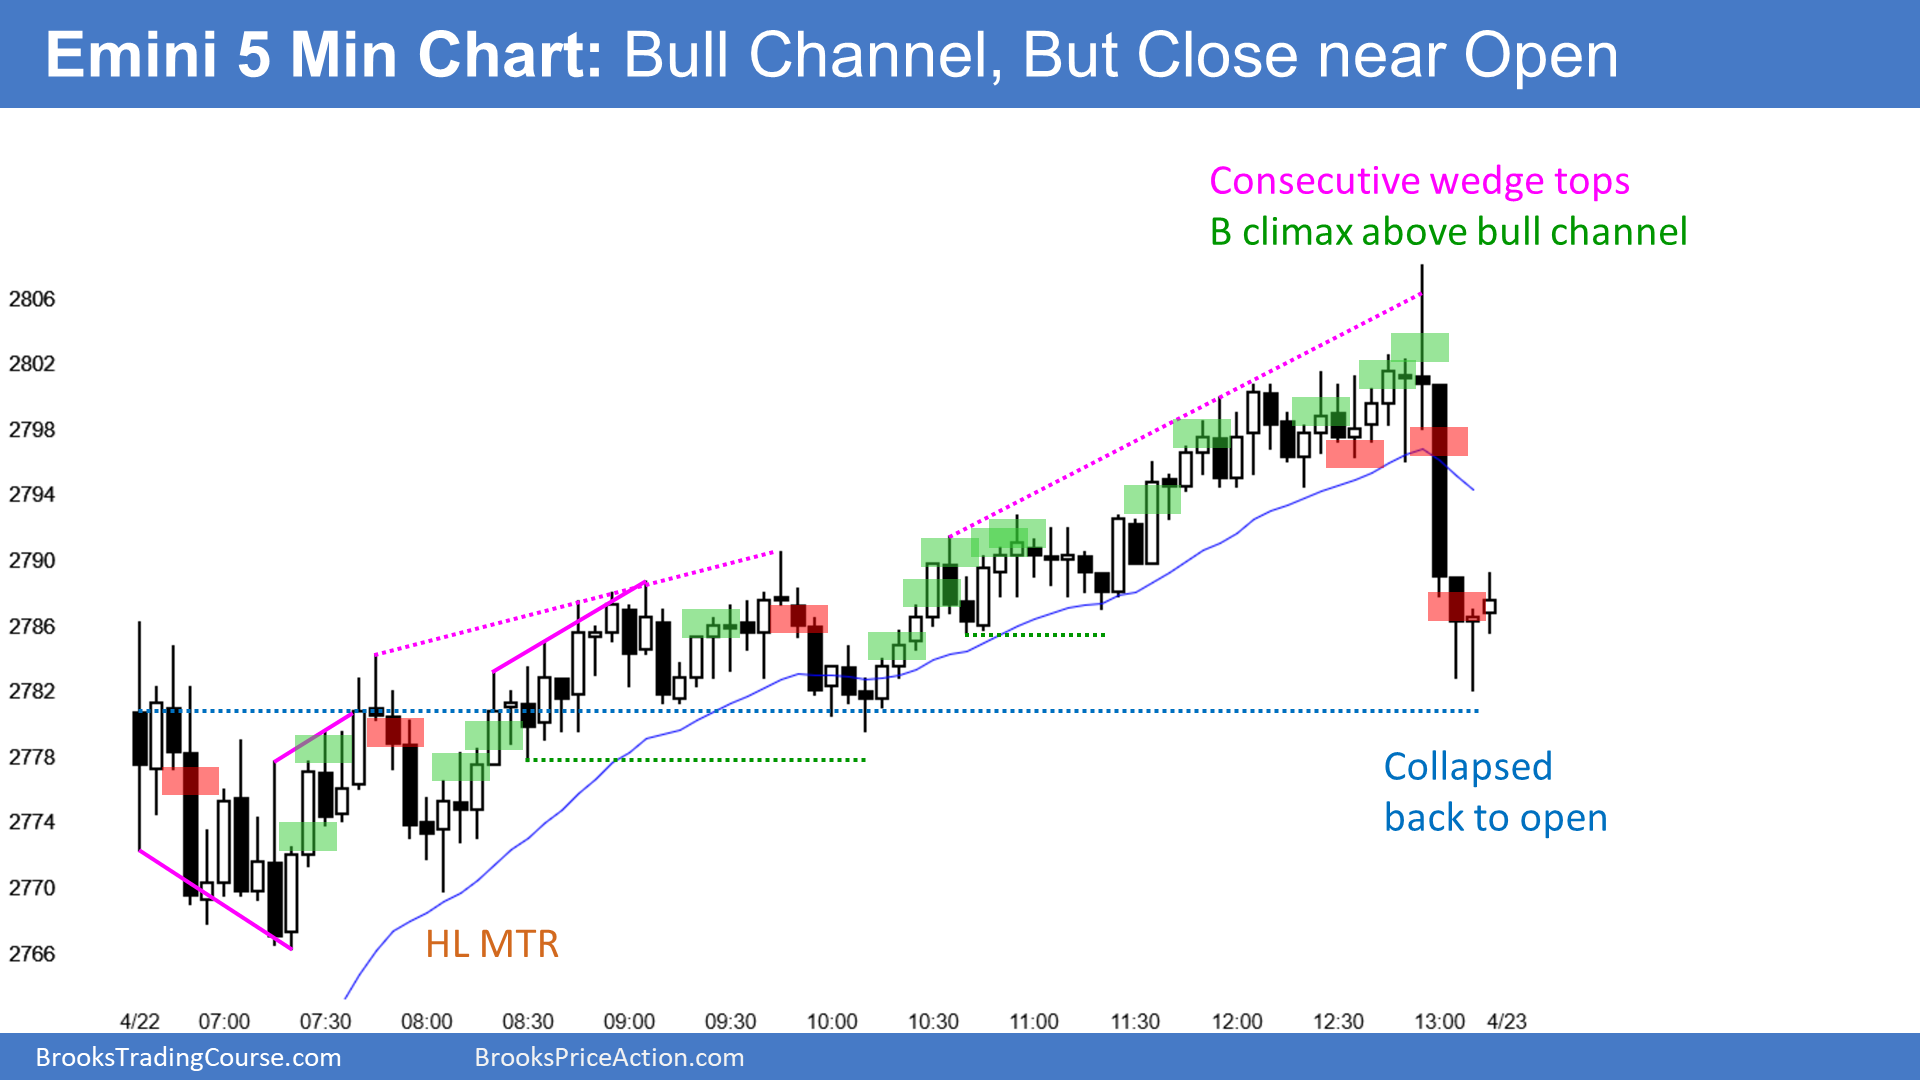 Emini 5 Min Chart: Bull Channel, But Close near Open
Consecutive wedge tops
B climax above bull channel
2806
2802
2798
2794
2790
2786
2782
2778
2774
2770
2766
Collapsed
back to open
HL MTR
4/22 07:00 07:30 08:00 08:30 09:00 09:30 10:00 10:30 11:00 11:30 12:00 12:30 13:00 4/23
BrooksTradingCourse.com BrooksPriceAction.com